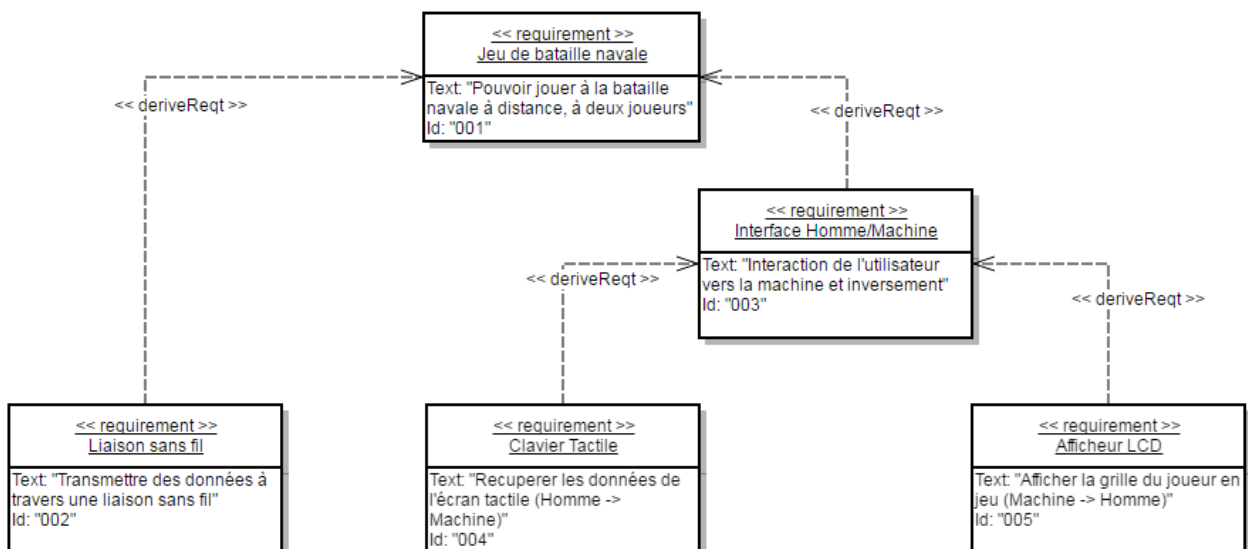 << requirement >>
Jeu de bataille navale
Text: "Pouvoir jouer à la bataille
navale à distance, à deux joueurs"
Id: "001"
<< deriveReqt >>
<< deriveReqt >>
<< requirement >>
Interface Homme/Machine
Text: "Interaction de l'utilisateur
vers la machine et inversement"
Id: "003"
<< deriveReqt >>
<< deriveReqt >>
<< requirement >>
Liaison sans fil
Text: "Transmettre des données à
travers une liaison sans fil"
Id: "002"
<< requirement >>
Clavier Tactile
Text: "Recuperer les données de
l'écran tactile (Homme ->
Machine)"
Id: "004"
<< requirement >>
Afficheur LCD
Text: "Afficher la grille du joueur en
jeu (Machine -> Homme)"
Id: "005"